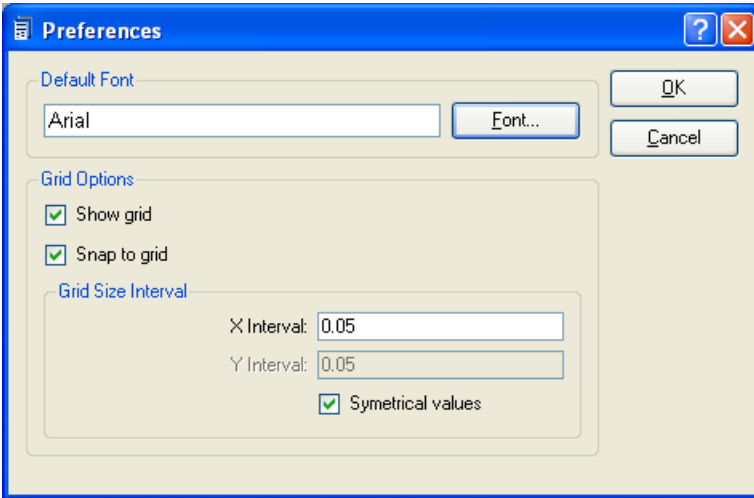 Preferences
Default Font
Arial
Font...
OK
Cancel
Grid Options
Show grid
Snap to grid
Grid Size Interval
X Interval: 0.05
Y Interval: 0.05
Symetrical values